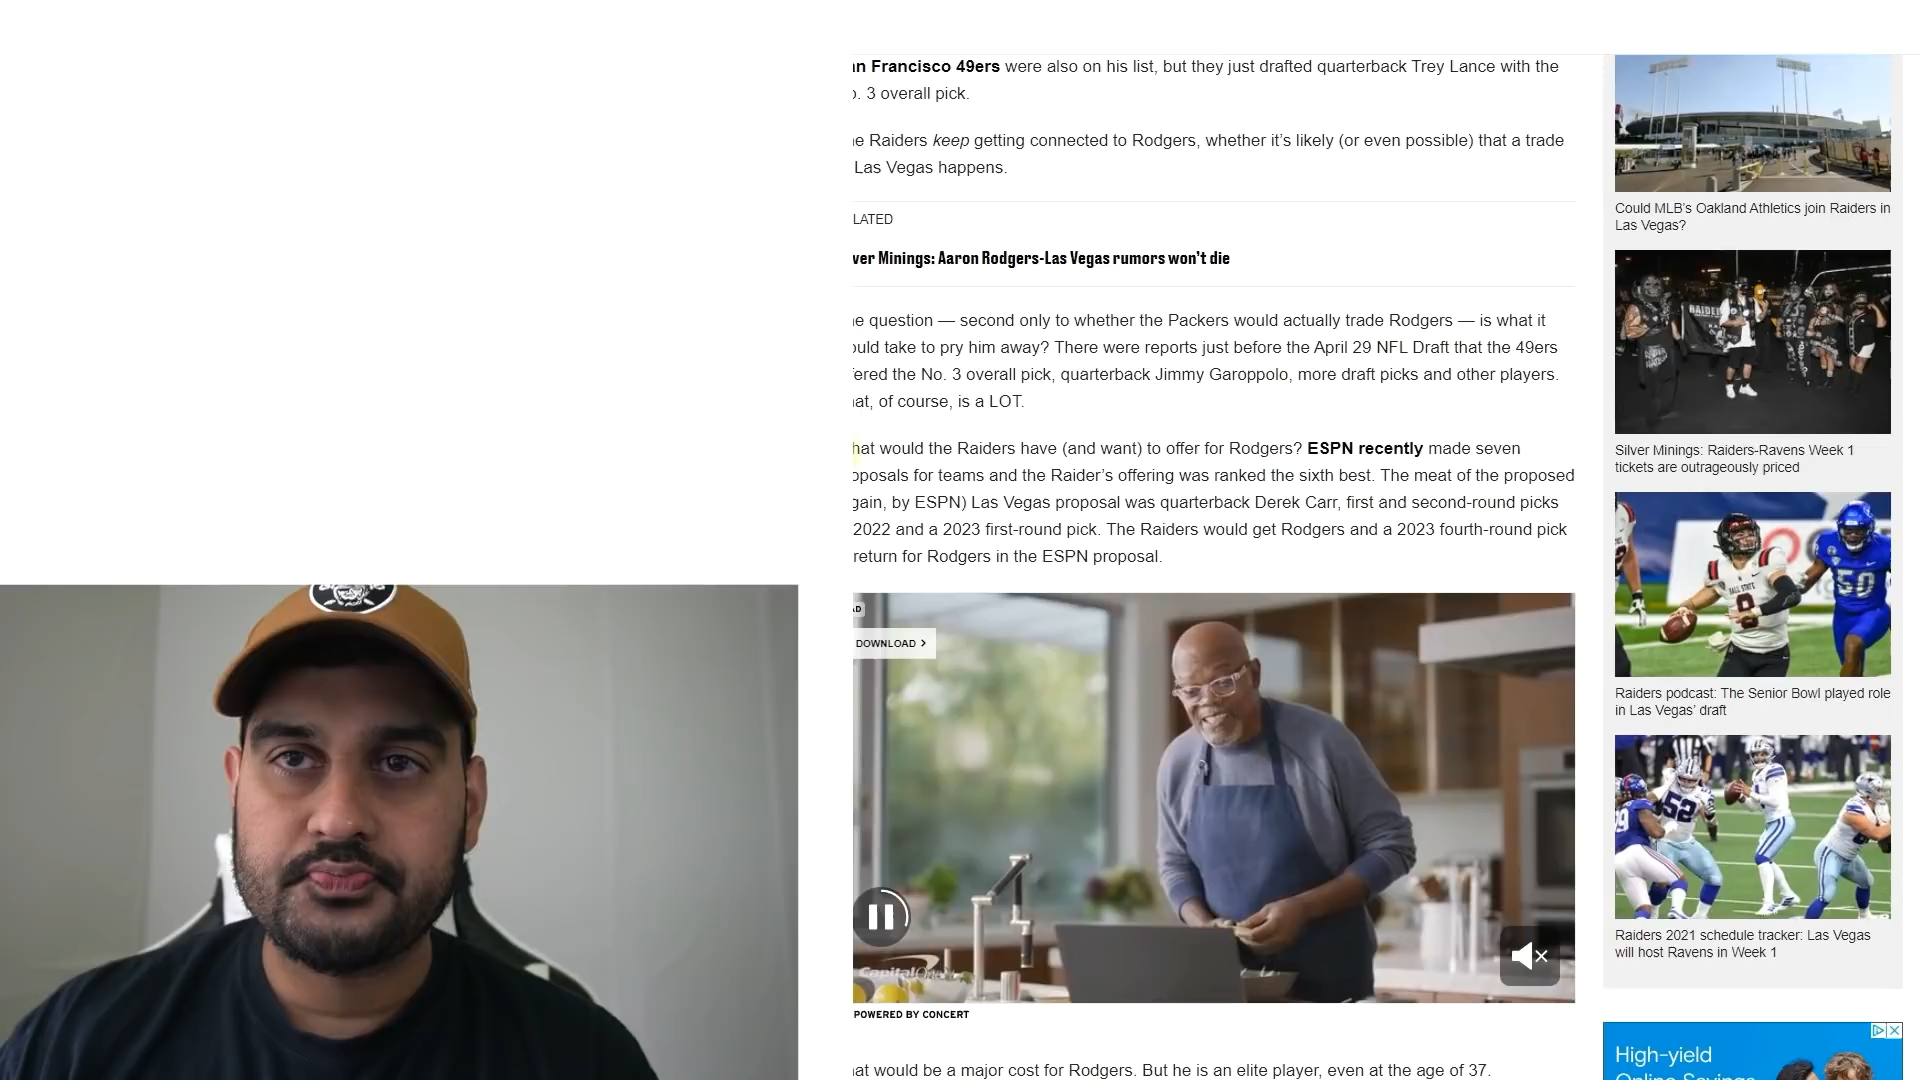 n Francisco 49ers were also on his list, but they just drafted quarterback Trey Lance with the
. 3 overall pick.
e Raiders keep getting connected to Rodgers, whether it's likely (or even possible) that a trade
Las Vegas happens.
LATED
ver Minings: Aaron Rodgers-Las Vegas rumors won't die
e question — second only to whether the Packers would actually trade Rodgers — is what it
ould take to pry him away? There were reports just before the April 29 NFL Draft that the 49ers
ered the No. 3 overall pick, quarterback Jimmy Garoppolo, more draft picks and other players.
at, of course, is a LOT.
hat would the Raiders have (and want) to offer for Rodgers? ESPN recently made seven
oposals for teams and the Raider's offering was ranked the sixth best. The meat of the proposed
gain, by ESPN) Las Vegas proposal was quarterback Derek Carr, first and second-round picks
2022 and a 2023 first-round pick. The Raiders would get Rodgers and a 2023 fourth-round pick
return for Rodgers in the ESPN proposal.
AD
DOWNLOAD >
CapitalOne
POWERED BY CONCERT
at would be a major cost for Rodgers. But he is an elite player, even at the age of 37.
Could MLB's Oakland Athletics join Raiders in
Las Vegas?
Silver Minings: Raiders-Ravens Week 1
tickets are outrageously priced
BALL STATE
8
50
Raiders podcast: The Senior Bowl played role
in Las Vegas' draft
52
Raiders 2021 schedule tracker: Las Vegas
will host Ravens in Week 1
High-yield
Online Savings